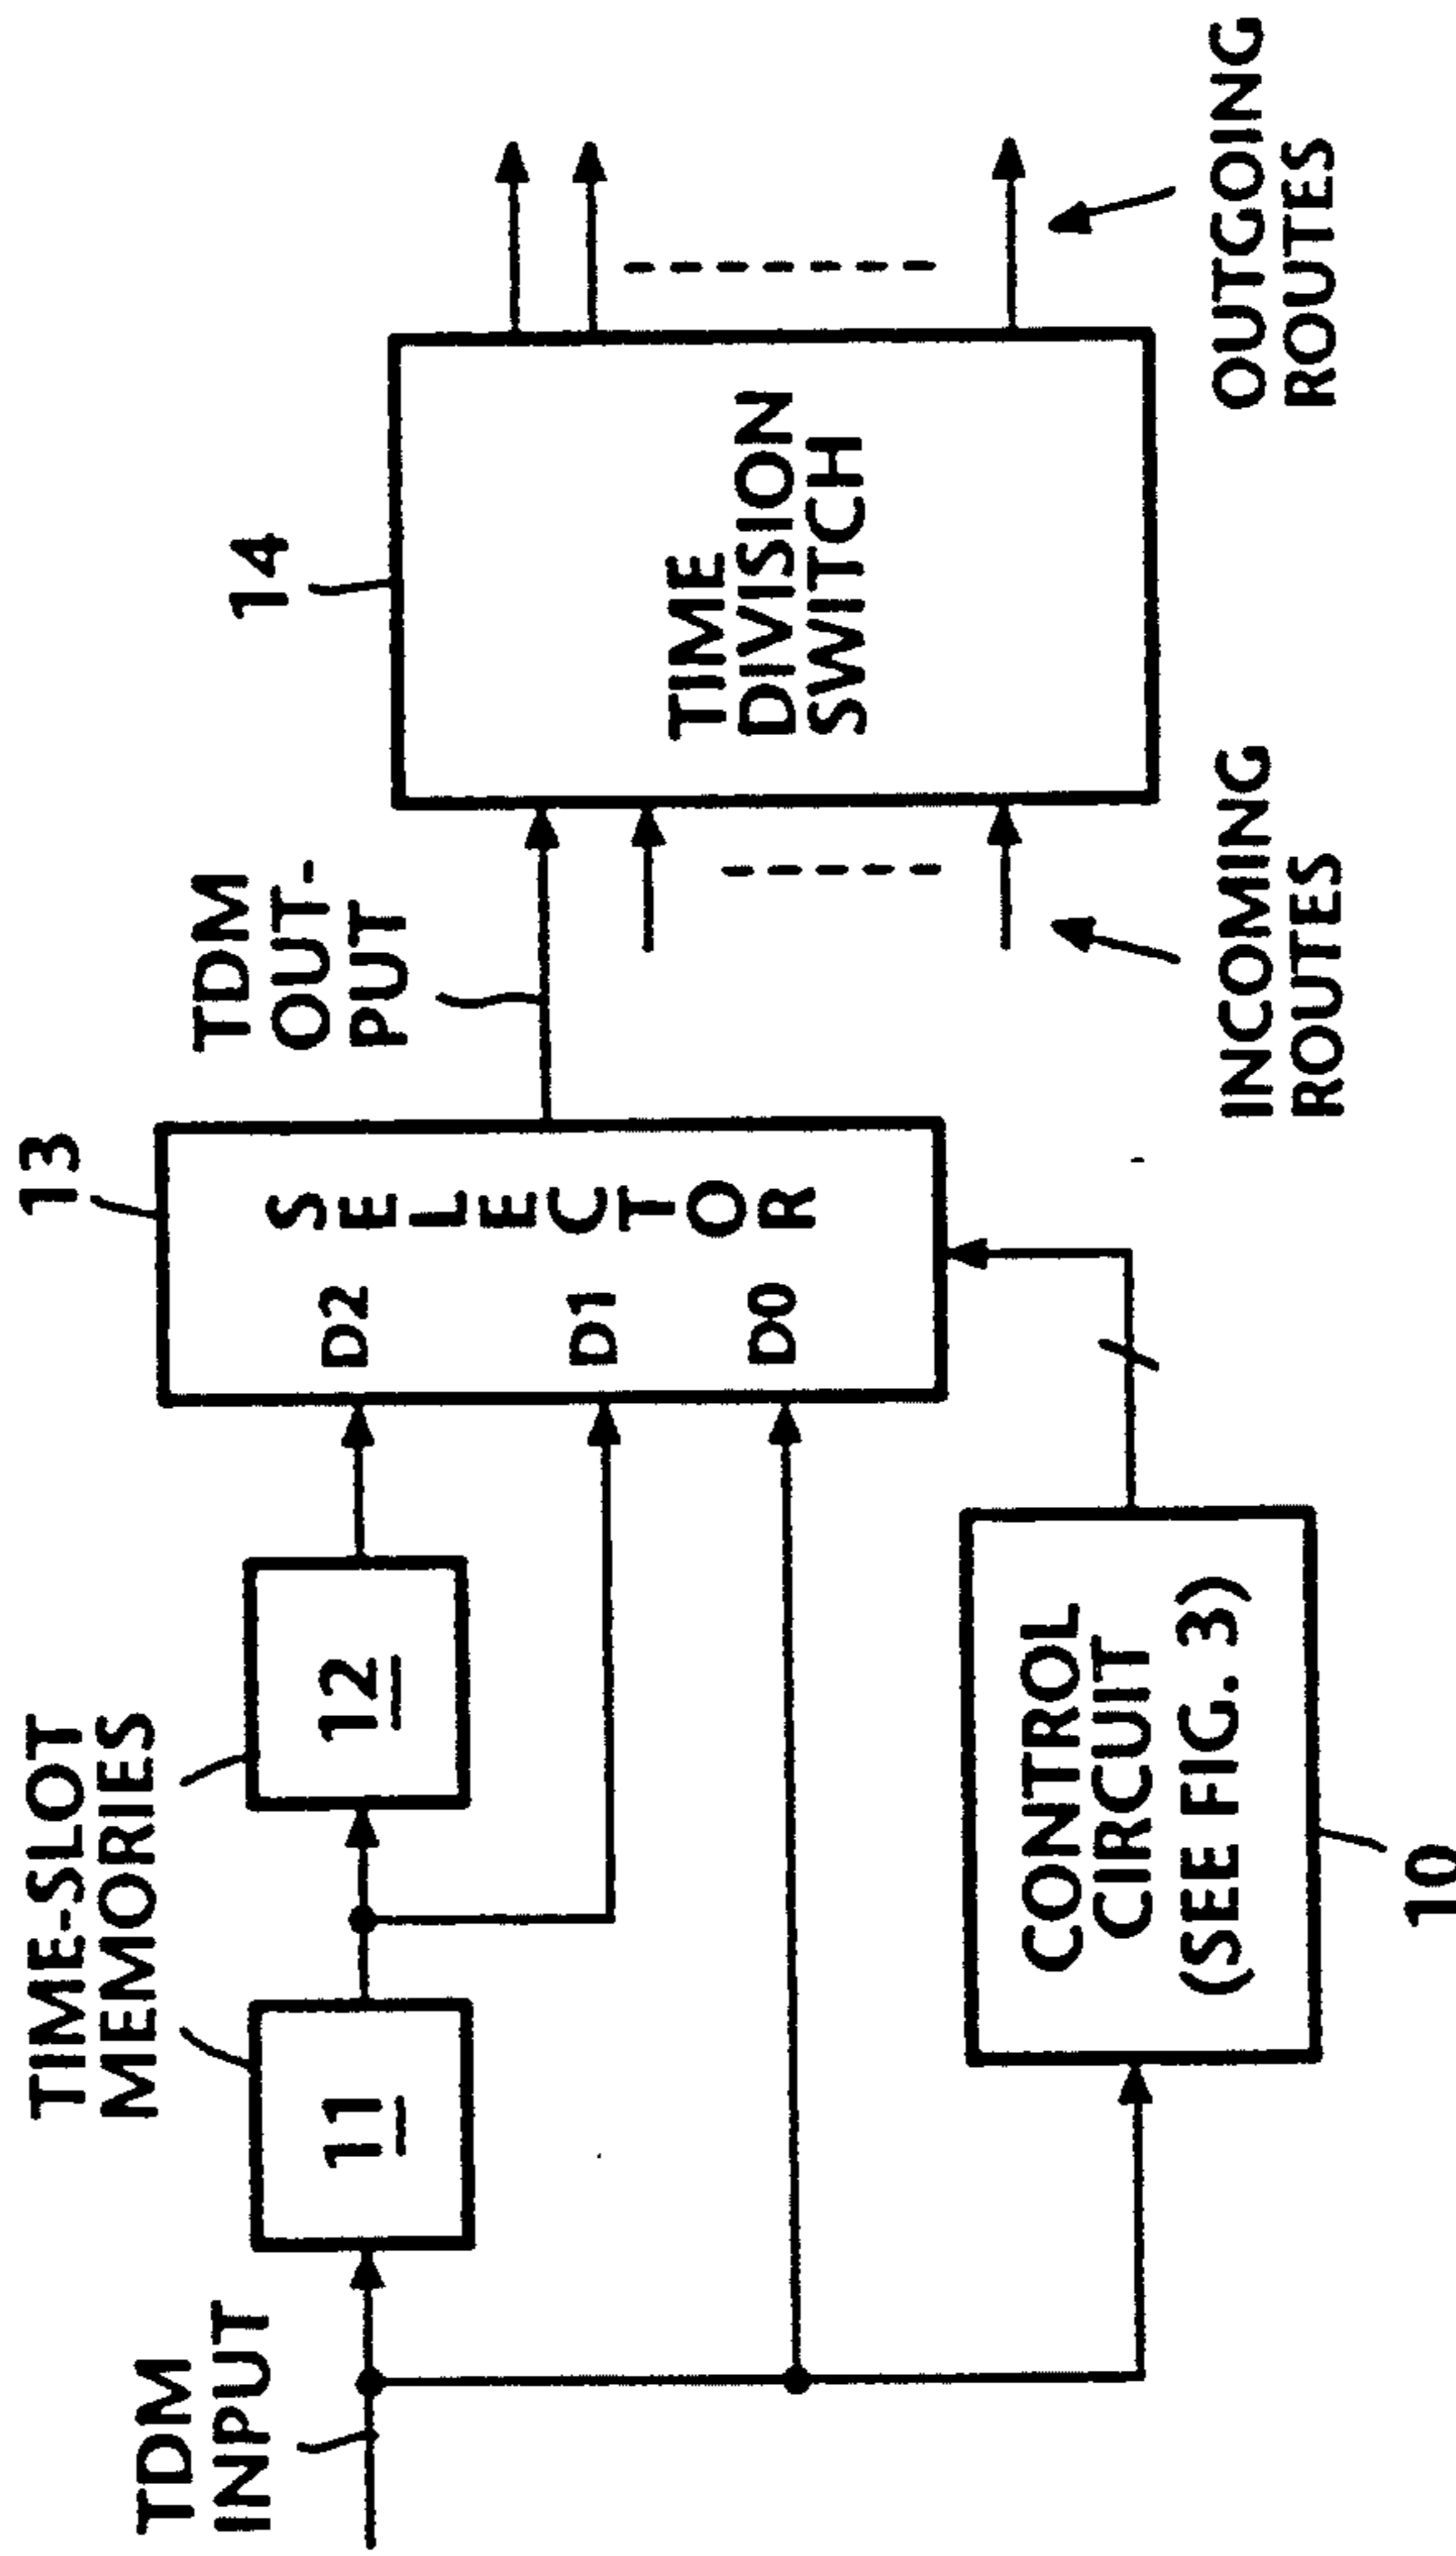 TDM
INPUT
TIME-SLOT
MEMORIES
11
12
13
D2
D1
D0
SELECTOR
TDM
OUT-
PUT
14
TIME
DIVISION
SWITCH
CONTROL
CIRCUIT
(SEE FIG. 3)
10
INCOMING
ROUTES
OUTGOING
ROUTES